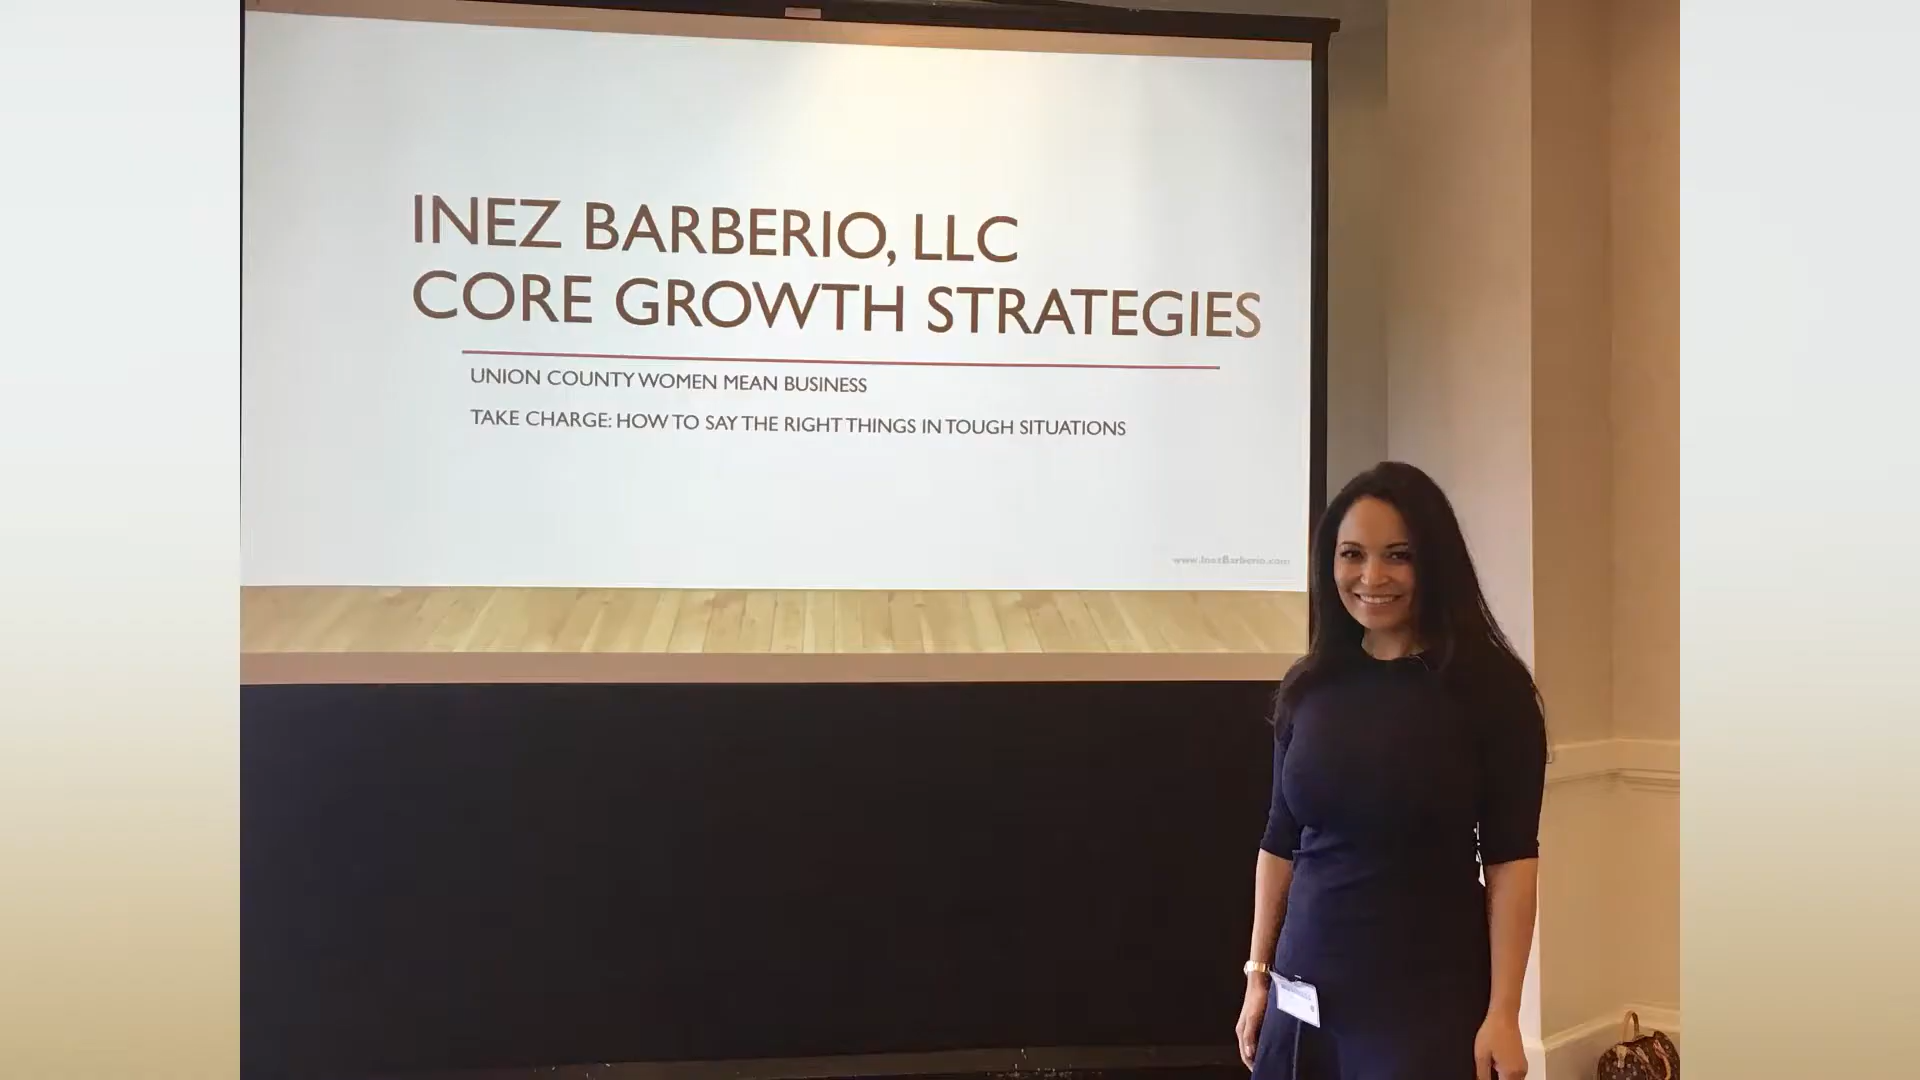 INEZ BARBERIO, LLC
CORE GROWTH STRATEGIES
UNION COUNTY WOMEN MEAN BUSINESS
TAKE CHARGE: HOW TO SAY THE RIGHT THINGS IN TOUGH SITUATIONS
www.InezBarberio.com